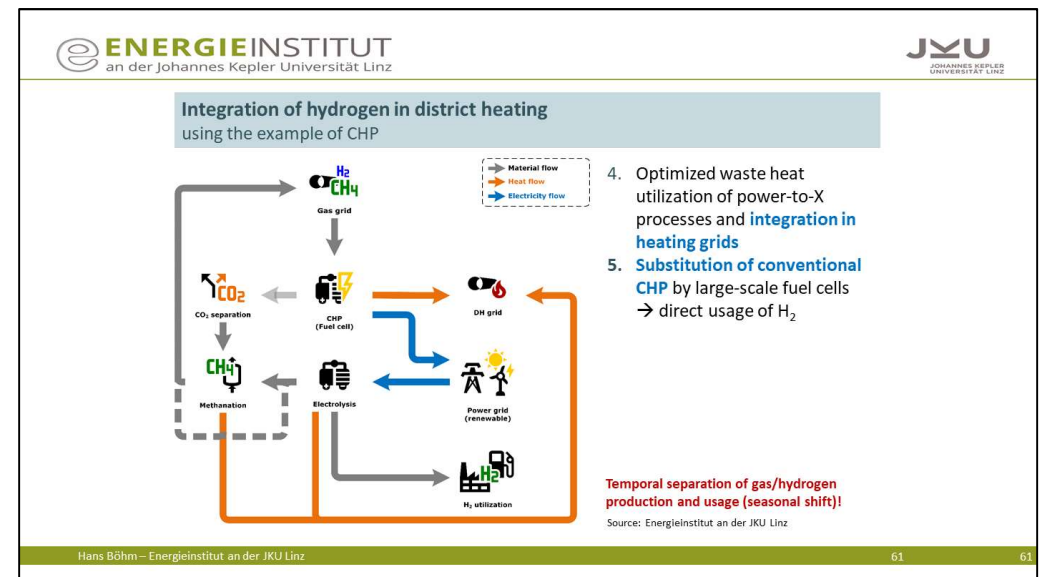 ENERGIEINSTITUT
an der Johannes Kepler Universität Linz
JKU
JOHANNES KEPLER
UNIVERSITÄT LINZ
Integration of hydrogen in district heating
using the example of CHP
H2
CH4
Gas grid
Material flow
Heat flow
Electricity flow
CO2
CO₂ separation
CHP
(Fuel cell)
DH grid
CH4
Methanation
Electrolysis
Power grid
(renewable)
H2
H₂ utilization
4. Optimized waste heat
utilization of power-to-X
processes and integration in
heating grids
5. Substitution of conventional
CHP by large-scale fuel cells
→ direct usage of H₂
Temporal separation of gas/hydrogen
production and usage (seasonal shift)!
Source: Energieinstitut an der JKU Linz
Hans Böhm – Energieinstitut an der JKU Linz
61
61